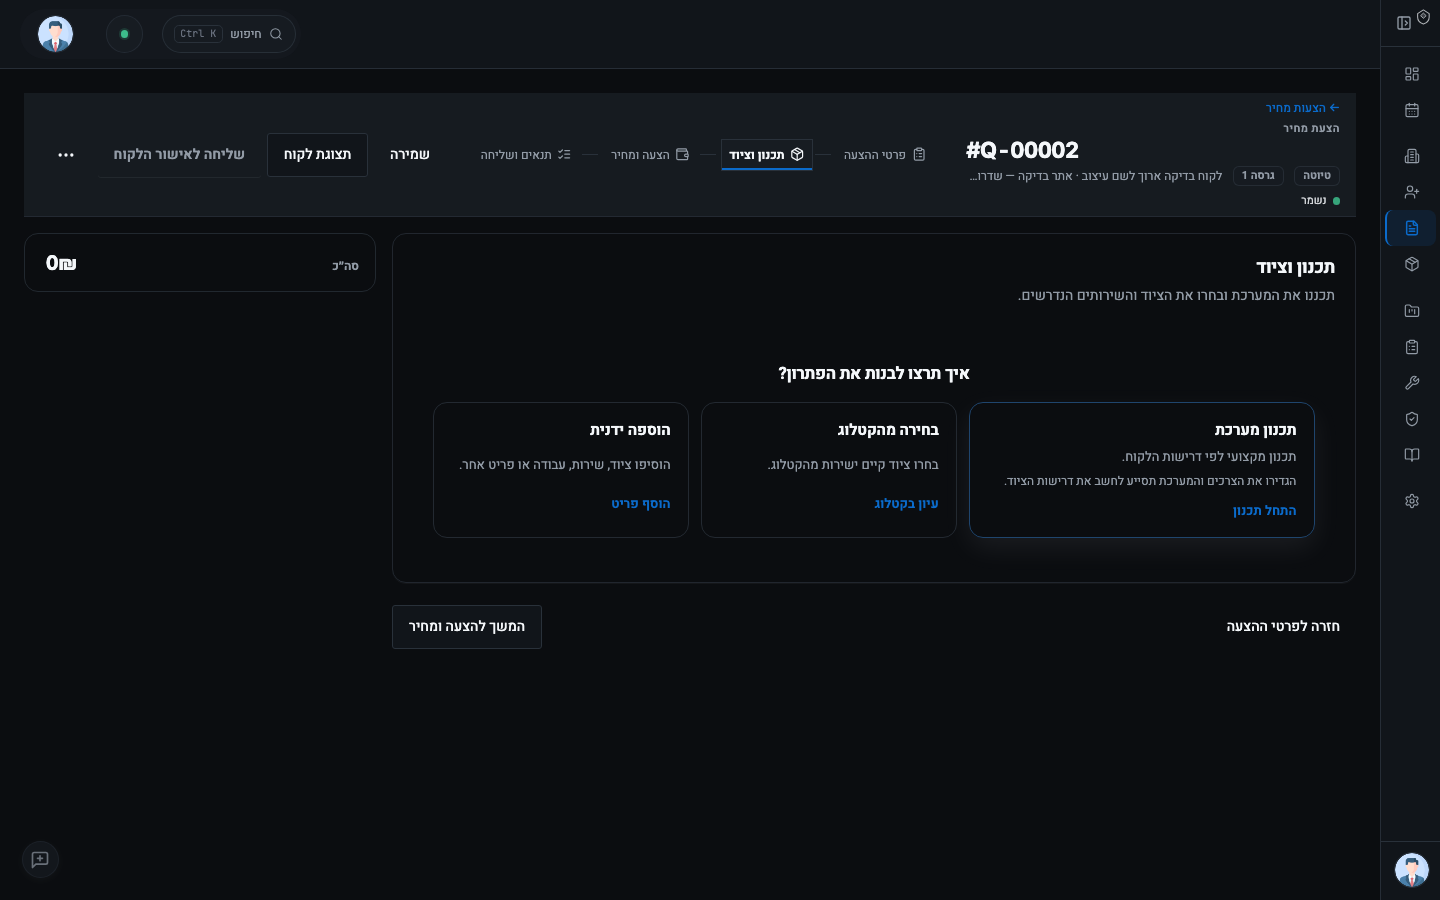 חיפוש
Ctrl K
← הצעות מחיר
הצעת מחיר
#Q-00002
טיוטה
גרסה 1
לקוח בדיקה ארוך לשם עיצוב · אתר בדיקה — שדרו...
נשמר
פרטי ההצעה
תכנון וציוד
הצעה ומחיר
תנאים ושליחה
שמירה
תצוגת לקוח
שליחה לאישור הלקוח
תכנון וציוד
תכננו את המערכת ובחרו את הציוד והשירותים הנדרשים.
איך תרצו לבנות את הפתרון?
תכנון מערכת
תכנון מקצועי לפי דרישות הלקוח.
הגדירו את הצרכים והמערכת תסייע לחשב את דרישות הציוד.
התחל תכנון
בחירה מהקטלוג
בחרו ציוד קיים ישירות מהקטלוג.
עיון בקטלוג
הוספה ידנית
הוסיפו ציוד, שירות, עבודה או פריט אחר.
הוסף פריט
סה״כ
‏0₪
חזרה לפרטי ההצעה
המשך להצעה ומחיר